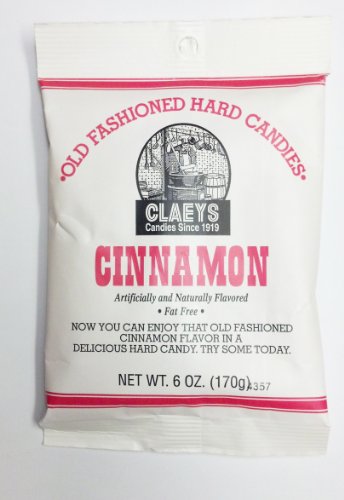 •OLD FASHIONED HARD CANDIES•
CLAEYS
Candies Since 1919
CINNAMON
Artificially and Naturally Flavored
• Fat Free •
NOW YOU CAN ENJOY THAT OLD FASHIONED
CINNAMON FLAVOR IN A
DELICIOUS HARD CANDY. TRY SOME TODAY.
NET WT. 6 OZ. (170g)
4357